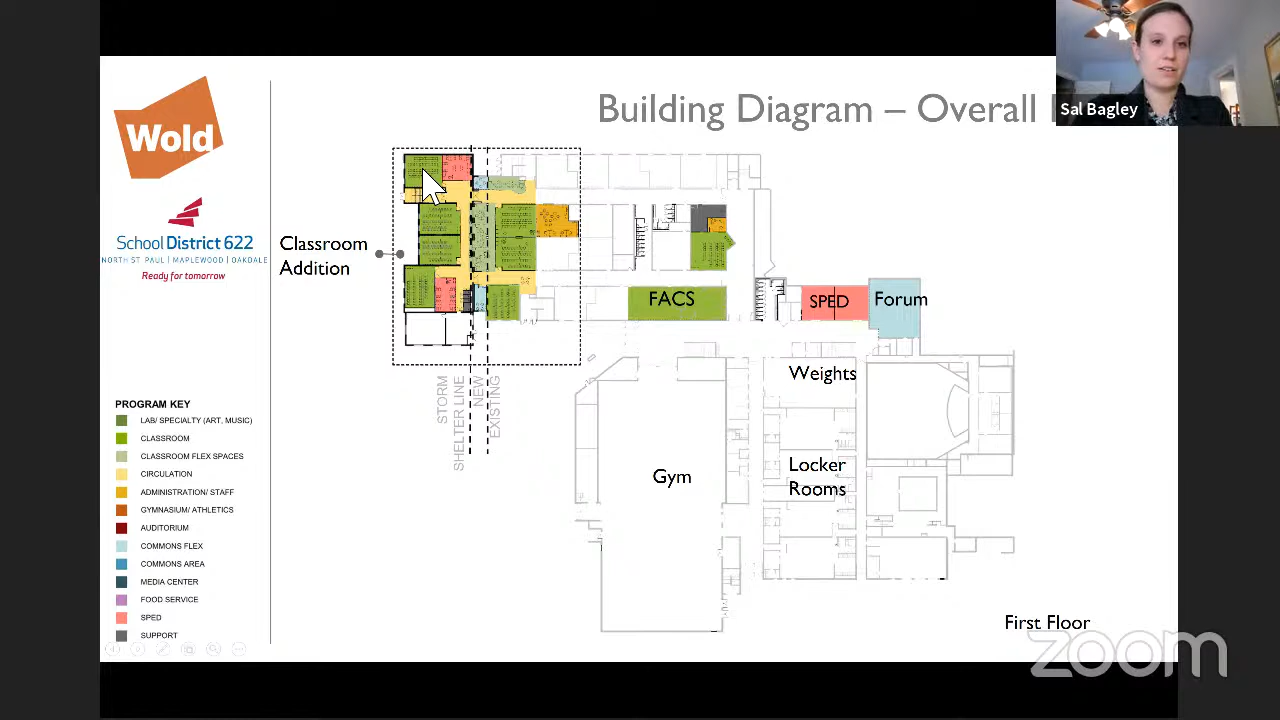 Building Diagram – Overall
Sal Bagley
Wold
School District 622
NORTH ST PAUL | MAPLEWOOD | OAKDALE
Ready for tomorrow
Classroom
Addition
FACS
SPED
Forum
Weights
STORM
SHELTER LINE
NEW
EXISTING
Gym
Locker
Rooms
PROGRAM KEY
LAB/ SPECIALTY (ART, MUSIC)
CLASSROOM
CLASSROOM FLEX SPACES
CIRCULATION
ADMINISTRATION/ STAFF
GYMNASIUM/ ATHLETICS
AUDITORIUM
COMMONS FLEX
COMMONS AREA
MEDIA CENTER
FOOD SERVICE
SPED
SUPPORT
First Floor
zoom